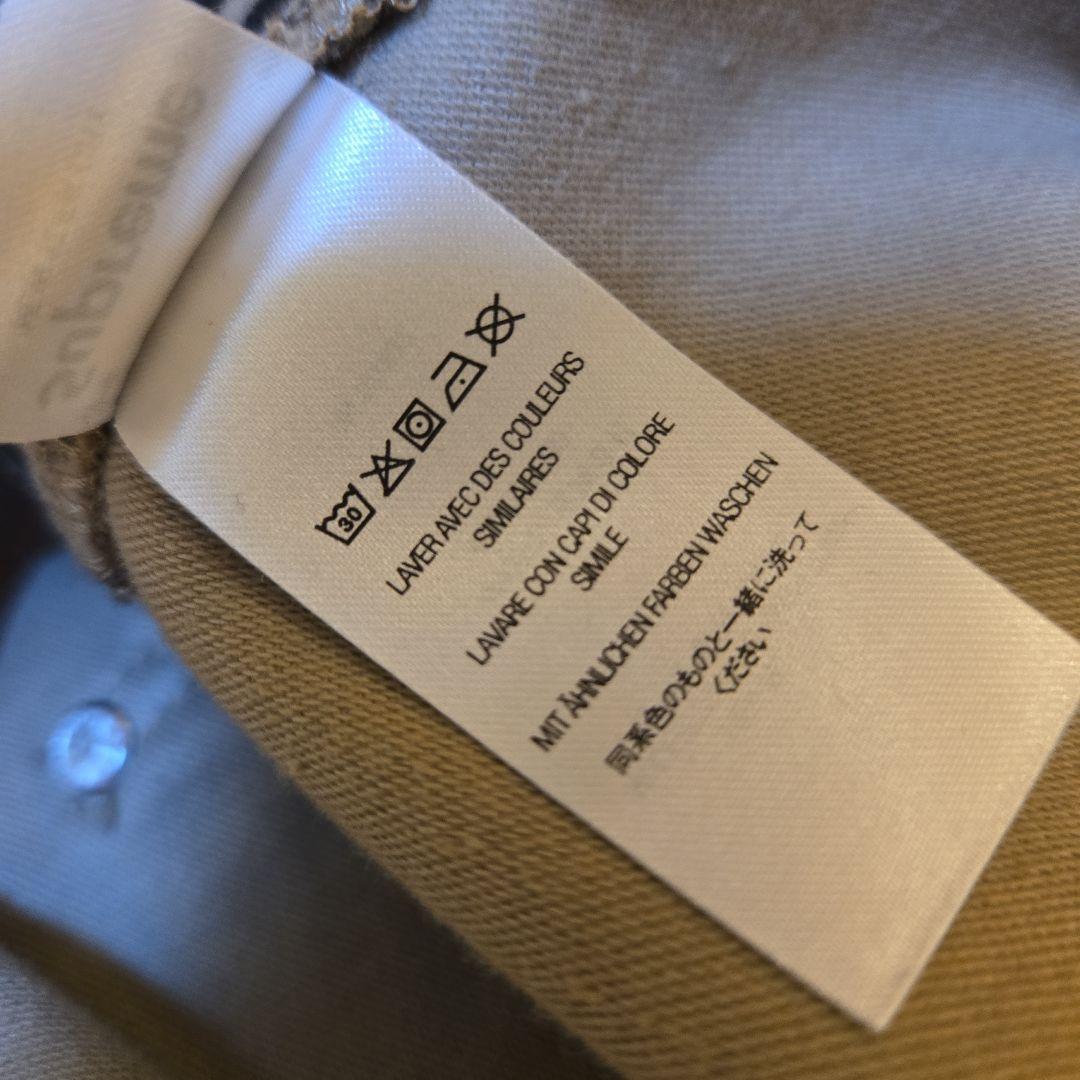 30
LAVER AVEC DES COULEURS
SIMILAIRES
LAVARE CON CAPI DI COLORE
SIMILE
MIT ÄHNLICHEN FARBEN WASCHEN
同系色のものと一緒に洗って
ください